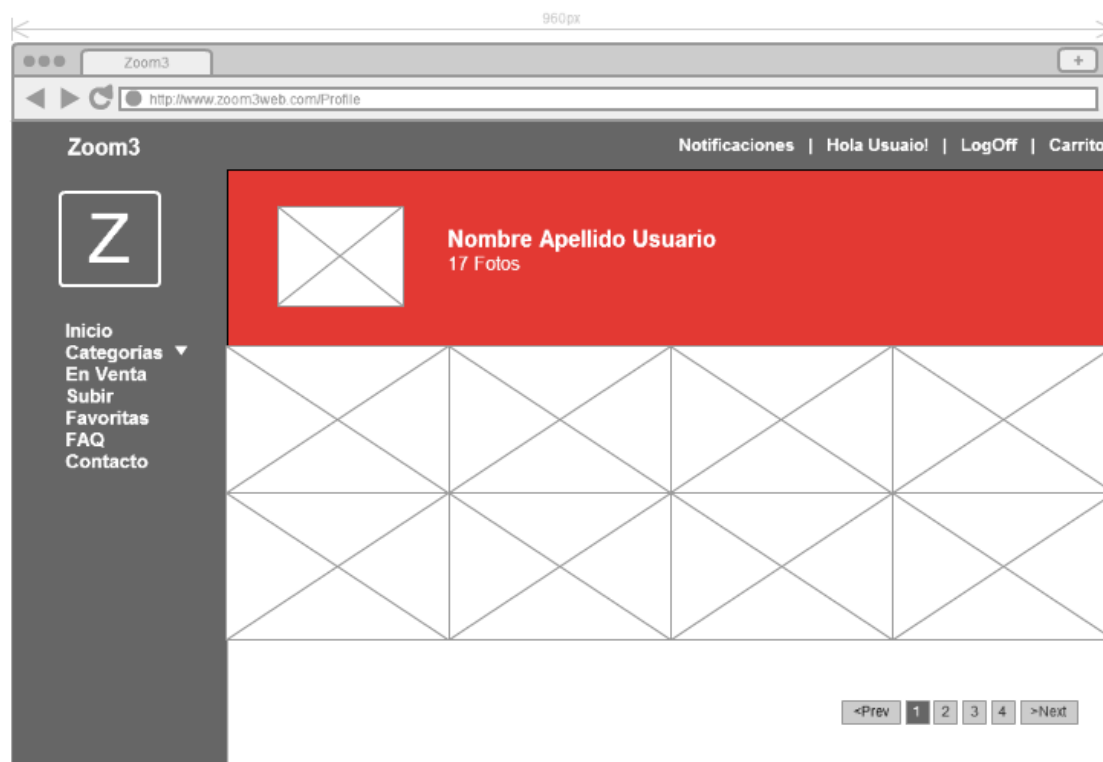 960px
Zoom3
+
http://www.zoom3web.com/Profile
Zoom3
Notificaciones | Hola Usuaio! | LogOff | Carrito
Z
Nombre Apellido Usuario
17 Fotos
Inicio
Categorías
En Venta
Subir
Favoritas
FAQ
Contacto
<Prev 1 2 3 4 >Next